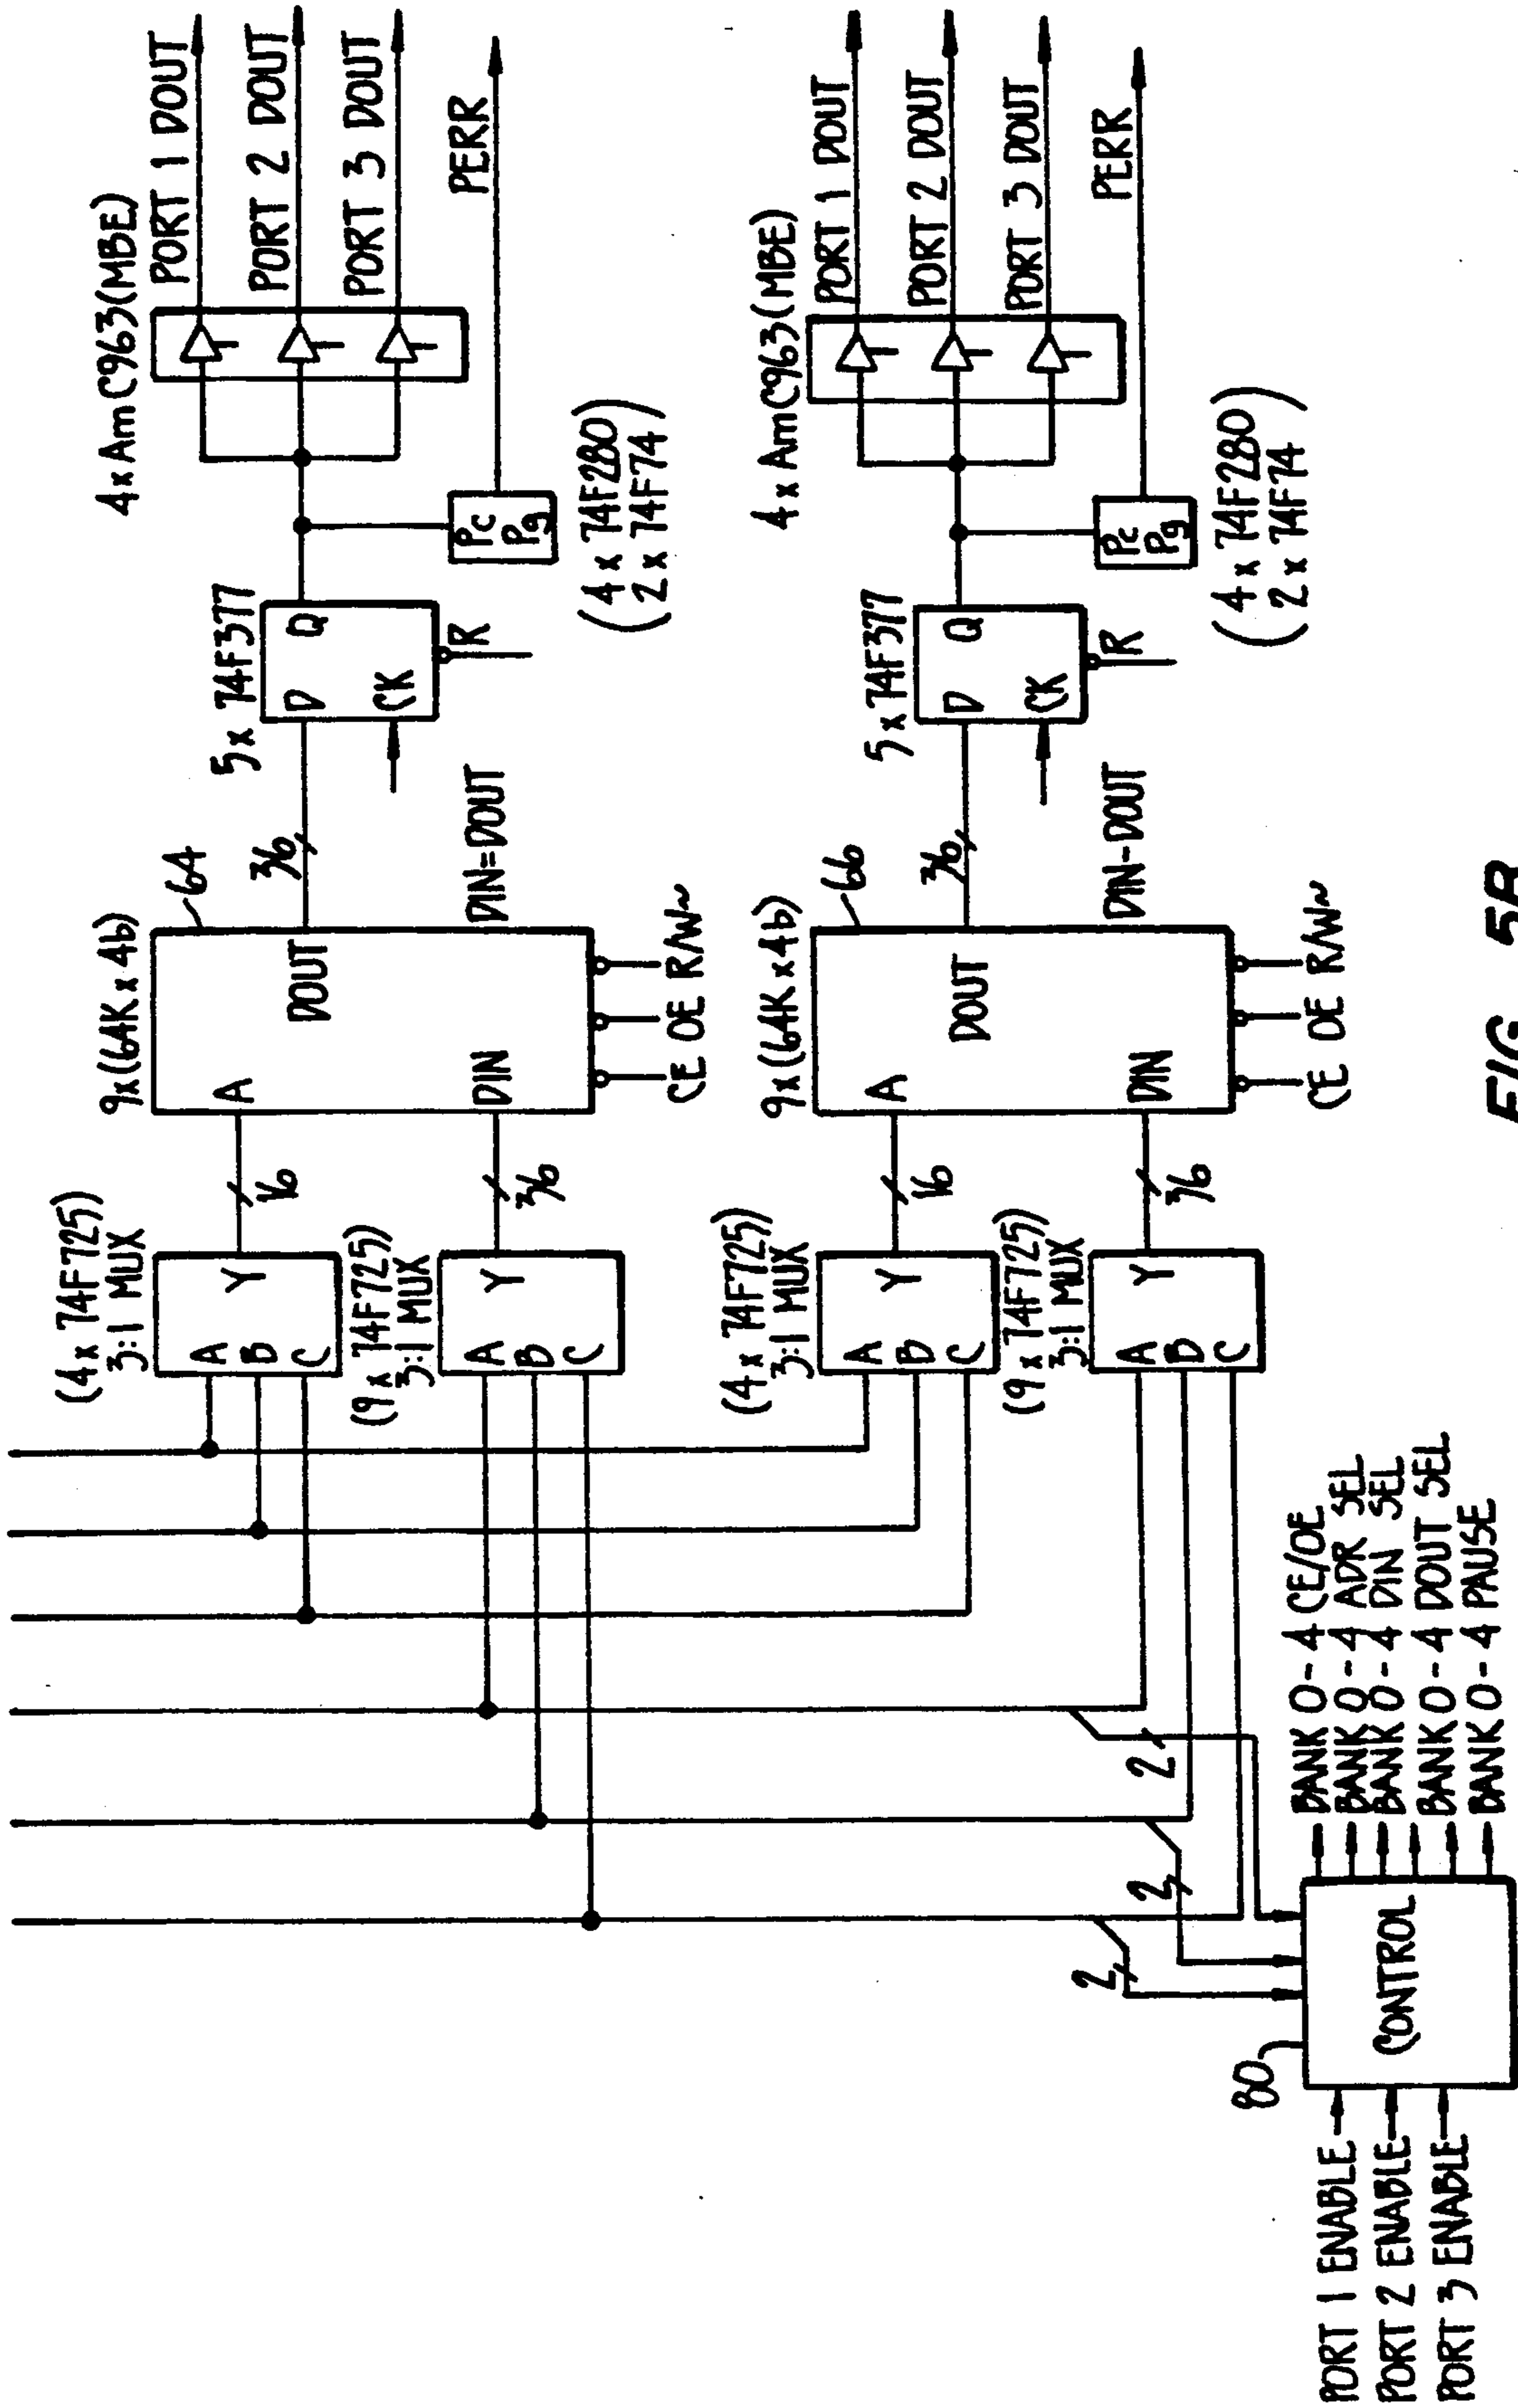 4 x AmC963(MBE)
PORT 1 DOUT
PORT 2 DOUT
PORT 3 DOUT
PERR
5 x 74F377
D Q
CK
R
Pc
Pg
(4 x 74F280)
(2 x 74F74)
9x(64K x 4b)
64
36
A
DOUT
DIN
DIN=DOUT
CE OE R/W~
(4 x 74F725)
3:1 MUX
A
B
C
Y
16
(9 x 74F725)
3:1 MUX
A
B
C
Y
36
4 x AmC963(MBE)
PORT 1 DOUT
PORT 2 DOUT
PORT 3 DOUT
PERR
5 x 74F377
D Q
CK
R
Pc
Pg
(4 x 74F280)
(2 x 74F74)
9x(64K x 4b)
66
36
A
DOUT
DIN
DIN-DOUT
CE OE R/W~
(4 x 74F725)
3:1 MUX
A
B
C
Y
16
(9 x 74F725)
3:1 MUX
A
B
C
Y
36
2
2
2
80
CONTROL
PORT 1 ENABLE
PORT 2 ENABLE
PORT 3 ENABLE
BANK 0-4 CE/OE
BANK 0-4 ADR SEL
BANK 0-4 DIN SEL
BANK 0-4 DOUT SEL
BANK 0-4 PAUSE